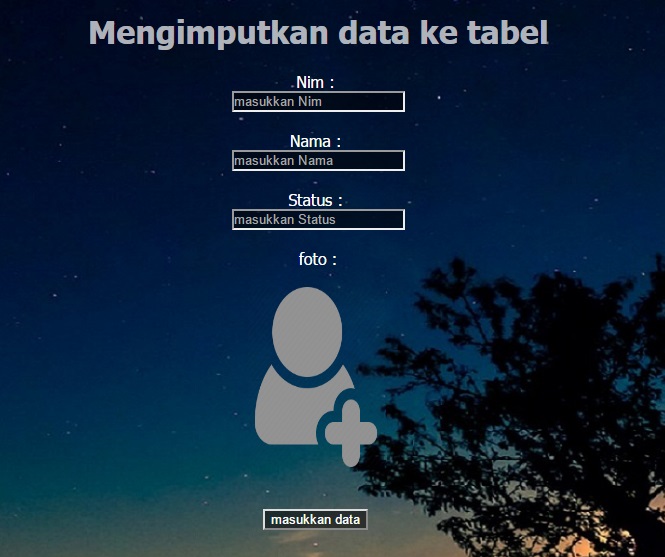 Mengimputkan data ke tabel
Nim :
masukkan Nim
Nama :
masukkan Nama
Status :
masukkan Status
foto :
masukkan data